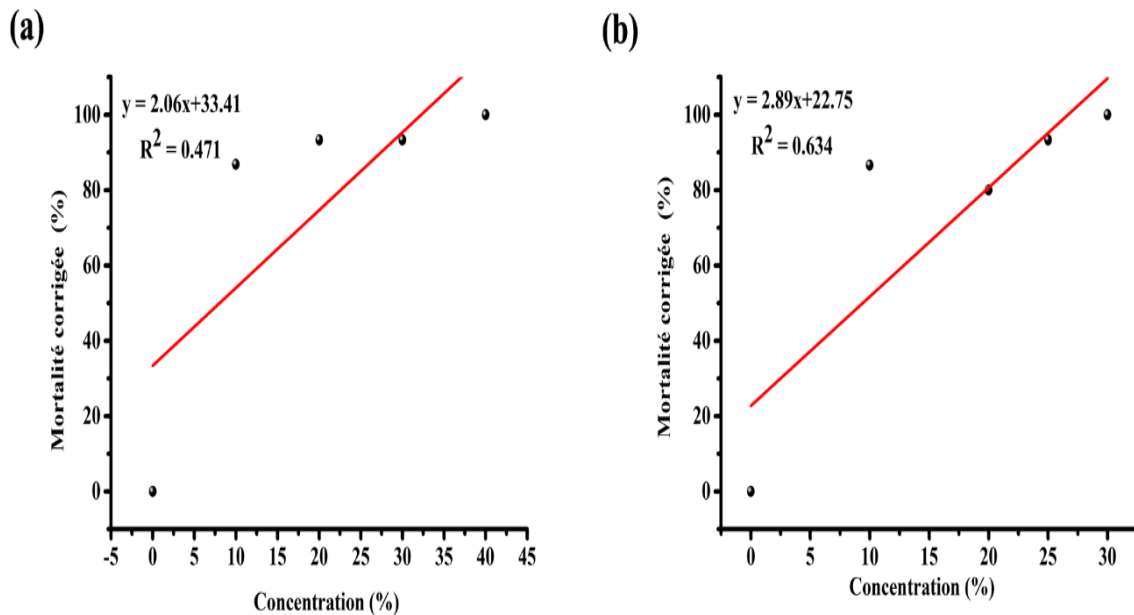 (a)
y = 2.06x+33.41
R² = 0.471
Mortalité corrigée (%)
100
80
60
40
20
0
-5 0 5 10 15 20 25 30 35 40 45
Concentration (%)
(b)
y = 2.89x+22.75
R² = 0.634
Mortalité corrigée (%)
100
80
60
40
20
0
0 5 10 15 20 25 30
Concentration (%)